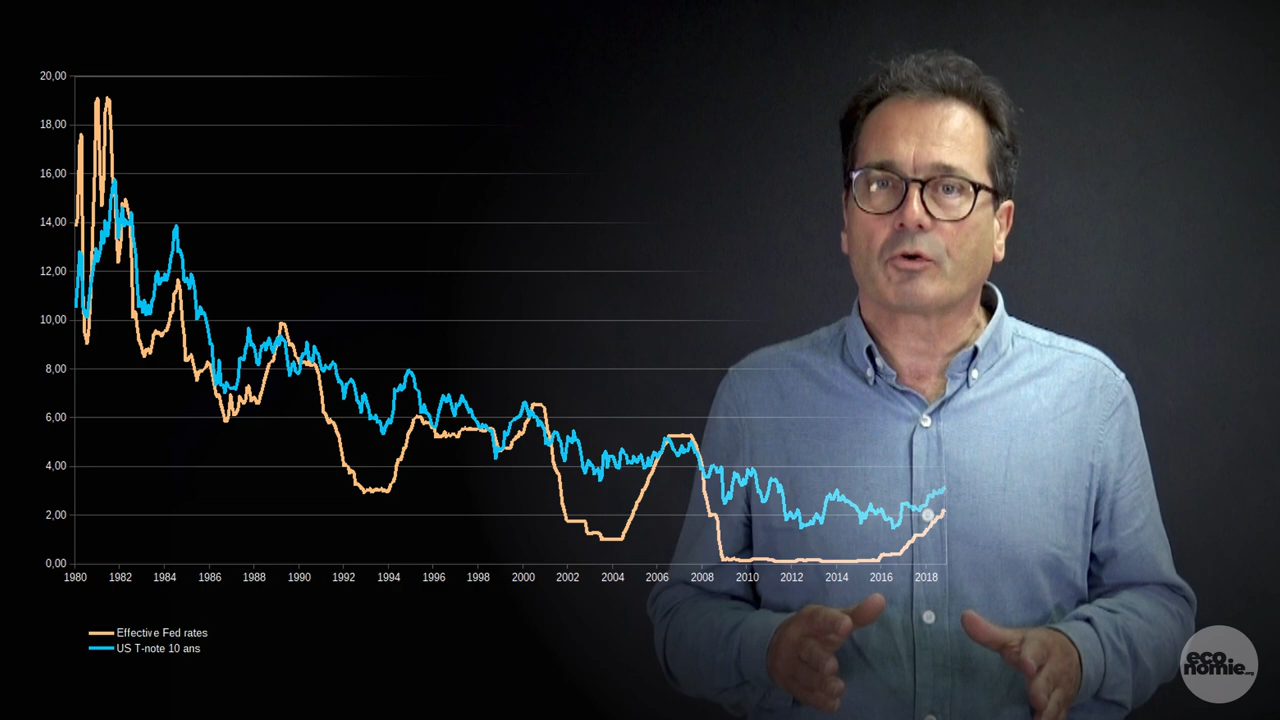 20,00
18,00
16,00
14,00
12,00
10,00
8,00
6,00
4,00
2,00
0,00
1980 1982 1984 1986 1988 1990 1992 1994 1996 1998 2000 2002 2004 2006 2008 2010 2012 2014 2016 2018
Effective Fed rates
US T-note 10 ans
eco
nomie.org